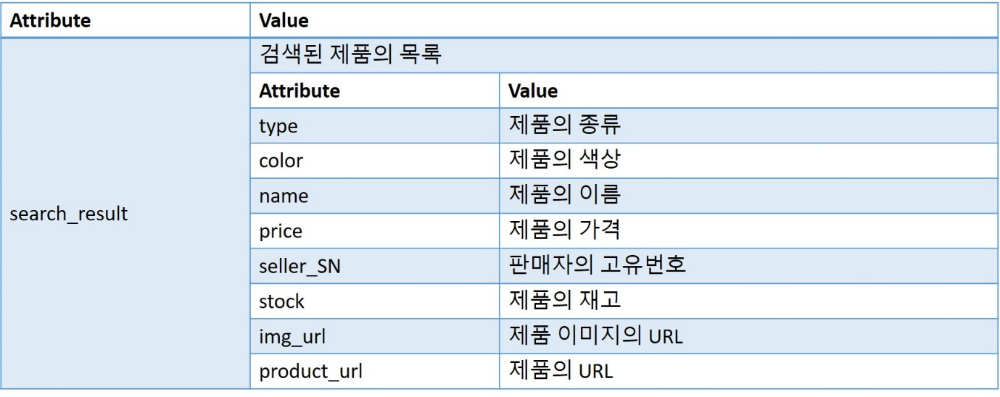 Attribute Value
검색된 제품의 목록
Attribute Value
type 제품의 종류
color 제품의 색상
name 제품의 이름
search_result
price 제품의 가격
seller_SN 판매자의 고유번호
stock 제품의 재고
img_url 제품 이미지의 URL
product_url 제품의 URL